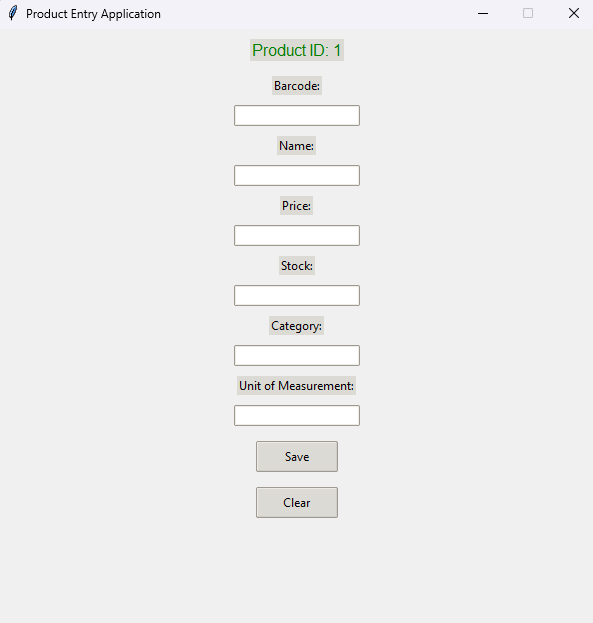 Product Entry Application
Product ID: 1
Barcode:
Name:
Price:
Stock:
Category:
Unit of Measurement:
Save
Clear